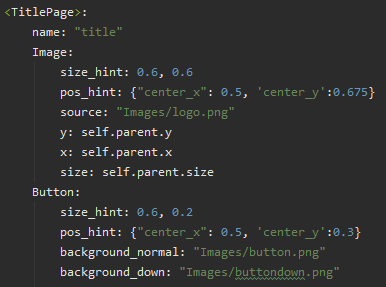 <TitlePage>:
    name: "title"
    Image:
        size_hint: 0.6, 0.6
        pos_hint: {"center_x": 0.5, 'center_y':0.675}
        source: "Images/logo.png"
        y: self.parent.y
        x: self.parent.x
        size: self.parent.size
    Button:
        size_hint: 0.6, 0.2
        pos_hint: {"center_x": 0.5, 'center_y':0.3}
        background_normal: "Images/button.png"
        background_down: "Images/buttondown.png"